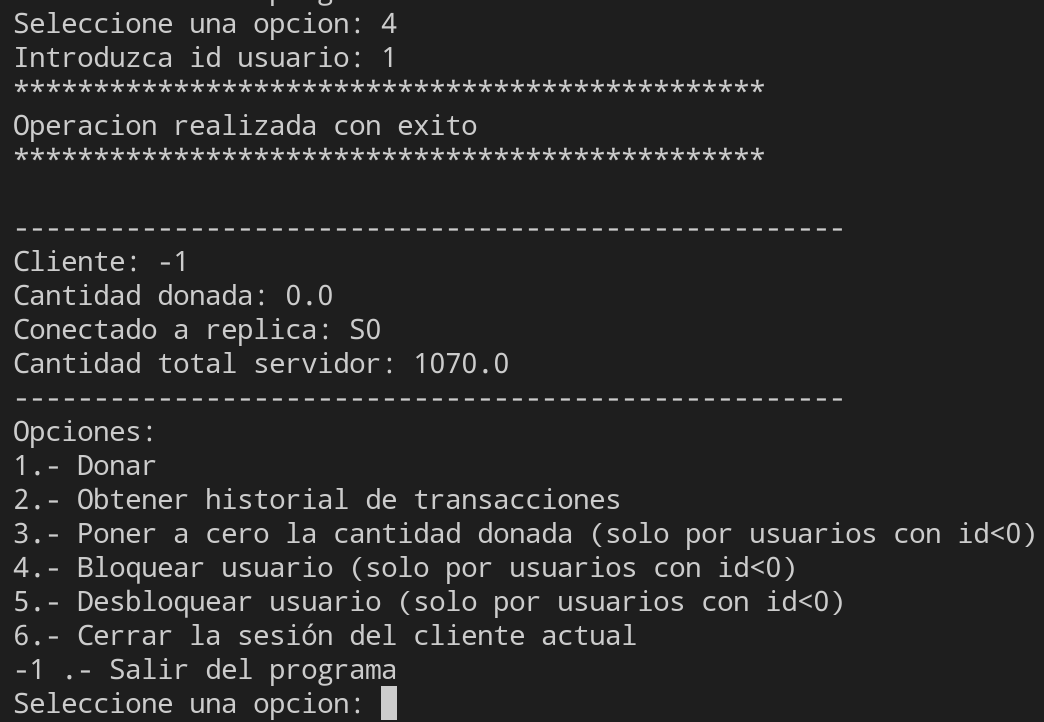 Seleccione una opcion: 4
Introduzca id usuario: 1
***********************************************
Operacion realizada con exito
***********************************************
----------------------------------------------------
Cliente: -1
Cantidad donada: 0.0
Conectado a replica: S0
Cantidad total servidor: 1070.0
----------------------------------------------------
Opciones:
1.- Donar
2.- Obtener historial de transacciones
3.- Poner a cero la cantidad donada (solo por usuarios con id<0)
4.- Bloquear usuario (solo por usuarios con id<0)
5.- Desbloquear usuario (solo por usuarios con id<0)
6.- Cerrar la sesión del cliente actual
-1 .- Salir del programa
Seleccione una opcion: